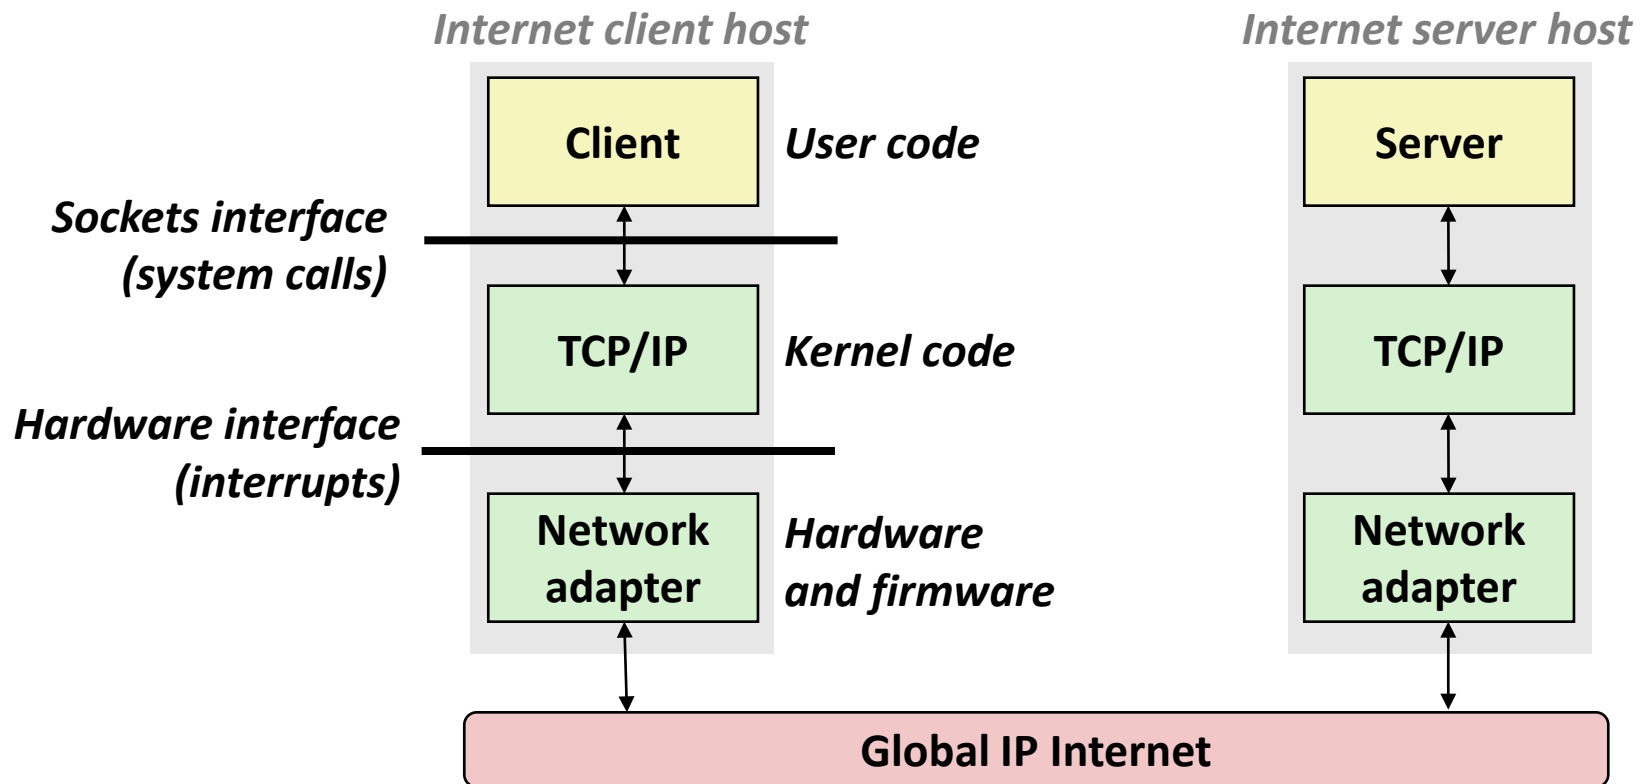 Internet client host
Internet server host
Client
User code
Server
Sockets interface
(system calls)
TCP/IP
Kernel code
TCP/IP
Hardware interface
(interrupts)
Network
adapter
Hardware
and firmware
Network
adapter
Global IP Internet